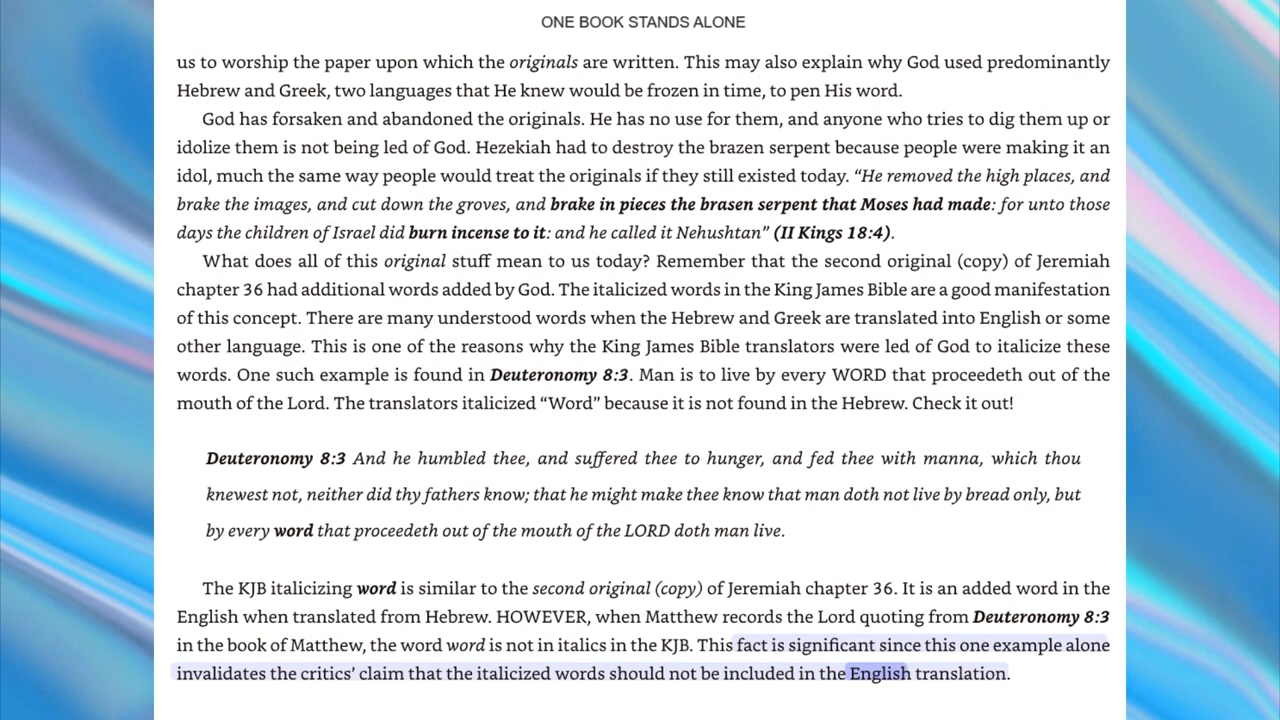 ONE BOOK STANDS ALONE
us to worship the paper upon which the originals are written. This may also explain why God used predominantly
Hebrew and Greek, two languages that He knew would be frozen in time, to pen His word.
God has forsaken and abandoned the originals. He has no use for them, and anyone who tries to dig them up or
idolize them is not being led of God. Hezekiah had to destroy the brazen serpent because people were making it an
idol, much the same way people would treat the originals if they still existed today. “He removed the high places, and
brake the images, and cut down the groves, and brake in pieces the brasen serpent that Moses had made: for unto those
days the children of Israel did burn incense to it: and he called it Nehushtan” (II Kings 18:4).
What does all of this original stuff mean to us today? Remember that the second original (copy) of Jeremiah
chapter 36 had additional words added by God. The italicized words in the King James Bible are a good manifestation
of this concept. There are many understood words when the Hebrew and Greek are translated into English or some
other language. This is one of the reasons why the King James Bible translators were led of God to italicize these
words. One such example is found in Deuteronomy 8:3. Man is to live by every WORD that proceedeth out of the
mouth of the Lord. The translators italicized “Word” because it is not found in the Hebrew. Check it out!
Deuteronomy 8:3 And he humbled thee, and suffered thee to hunger, and fed thee with manna, which thou
knewest not, neither did thy fathers know; that he might make thee know that man doth not live by bread only, but
by every word that proceedeth out of the mouth of the LORD doth man live.
The KJB italicizing word is similar to the second original (copy) of Jeremiah chapter 36. It is an added word in the
English when translated from Hebrew. HOWEVER, when Matthew records the Lord quoting from Deuteronomy 8:3
in the book of Matthew, the word word is not in italics in the KJB. This fact is significant since this one example alone
invalidates the critics’ claim that the italicized words should not be included in the English translation.